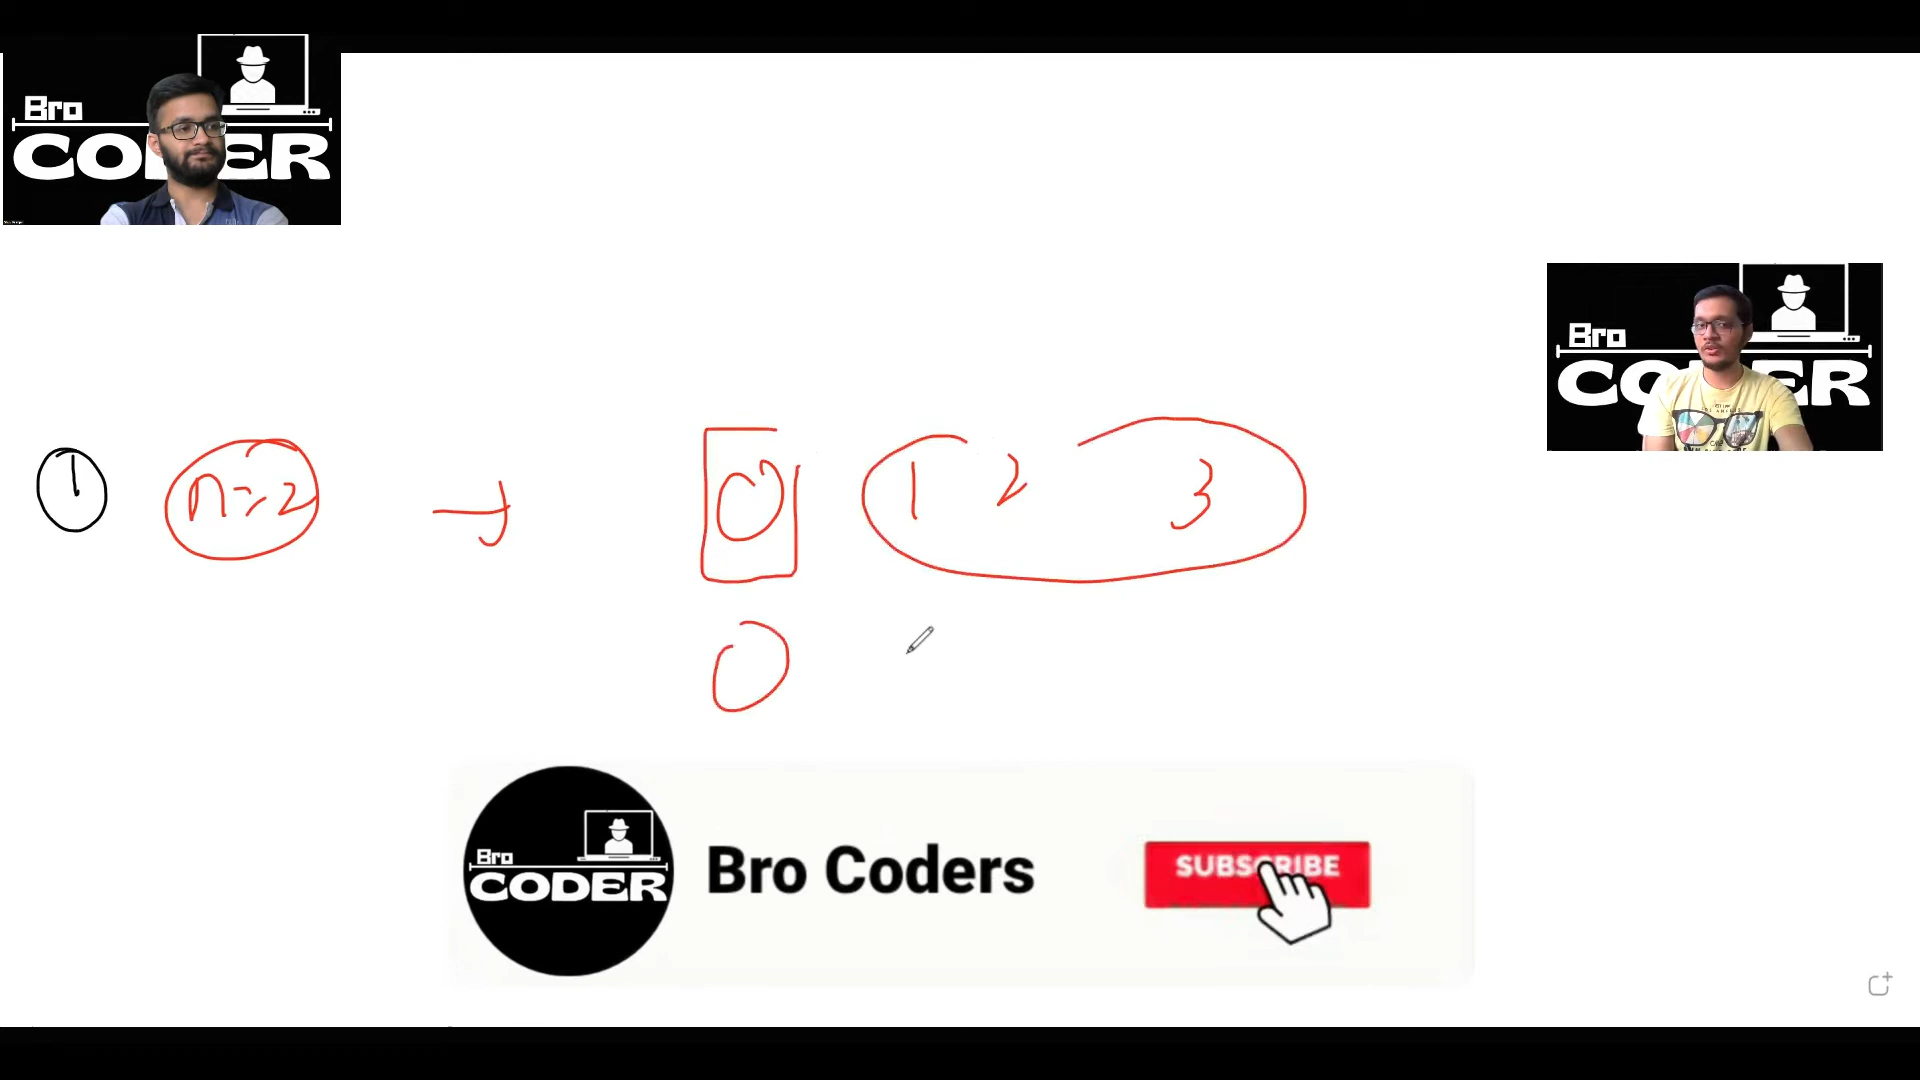 Bro
CODER
Bro
CODER
1 n=2 → 0 1 2 3
0
Bro
CODER
Bro Coders
SUBSCRIBE